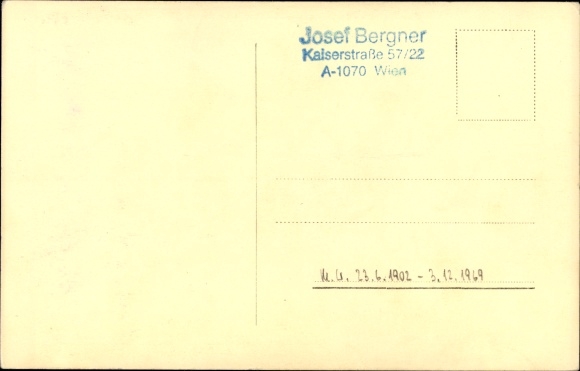 Josef Bergner
Kaiserstraße 57/22
A-1070 Wien
23.6.1902 - 3.12.1969